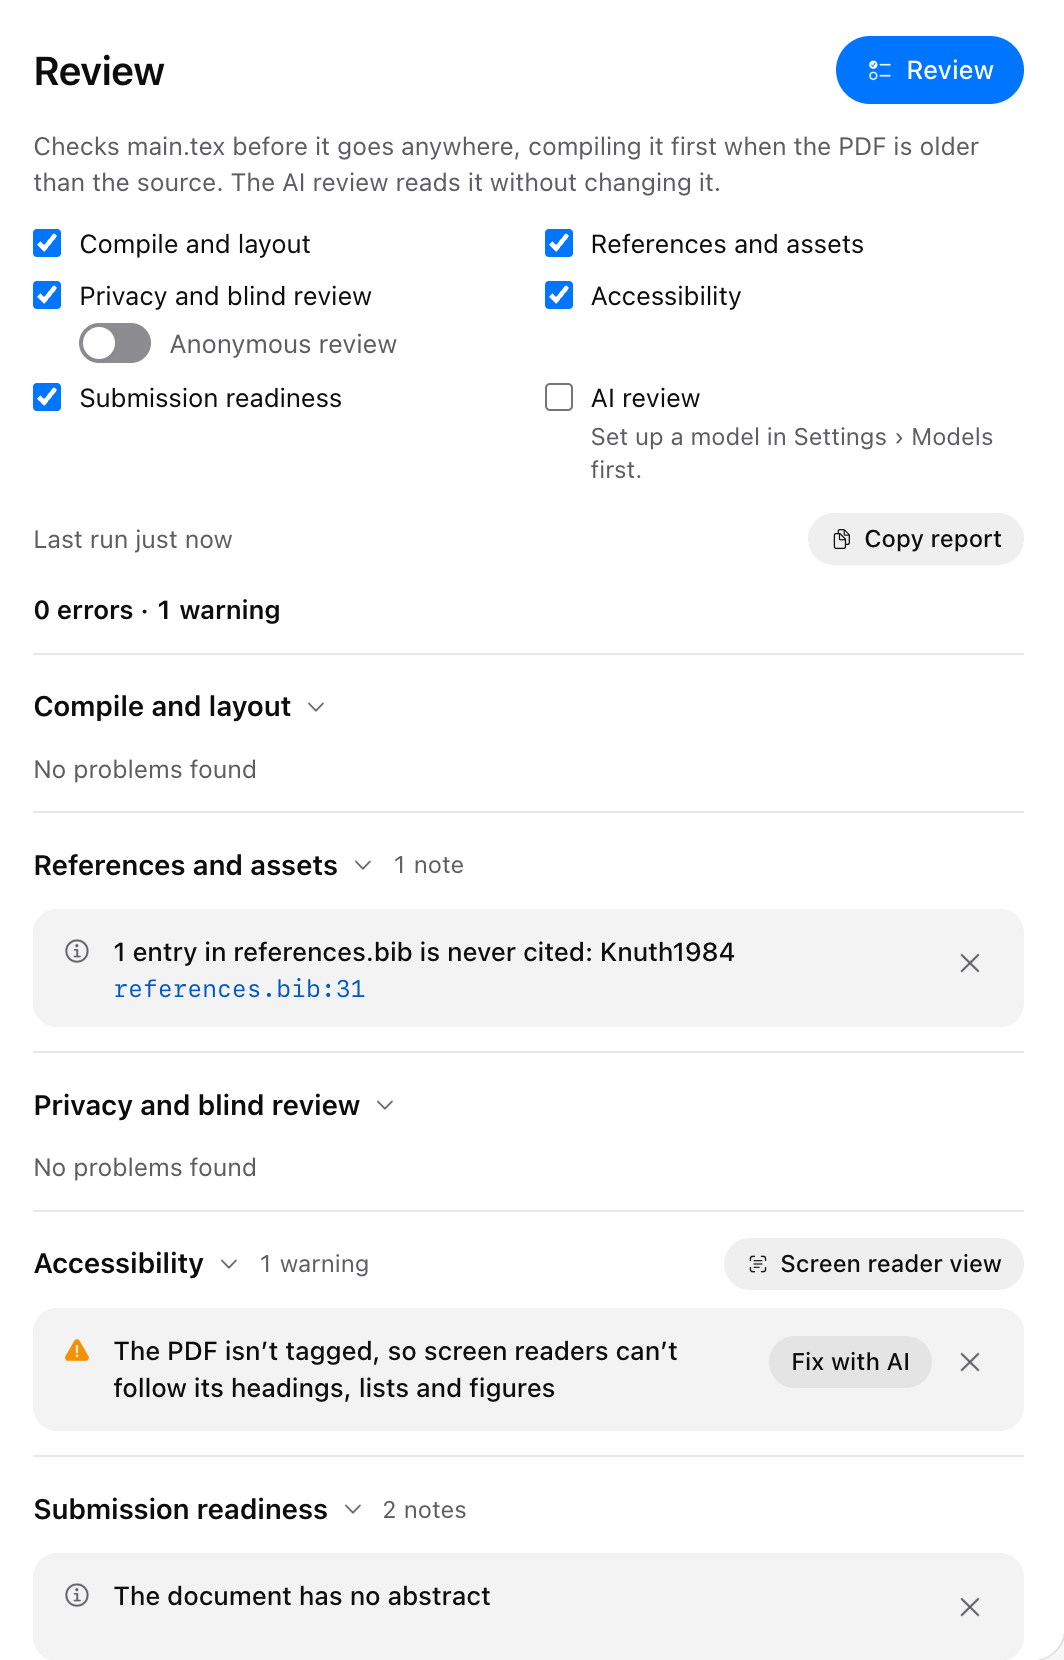 Review
Review
Checks main.tex before it goes anywhere, compiling it first when the PDF is older
than the source. The AI review reads it without changing it.
Compile and layout
References and assets
Privacy and blind review
Accessibility
Anonymous review
Submission readiness
AI review
Set up a model in Settings › Models
first.
Last run just now
Copy report
0 errors · 1 warning
Compile and layout
No problems found
References and assets
1 note
1 entry in references.bib is never cited: Knuth1984
references.bib:31
Privacy and blind review
No problems found
Accessibility
1 warning
Screen reader view
The PDF isn’t tagged, so screen readers can’t
follow its headings, lists and figures
Fix with AI
Submission readiness
2 notes
The document has no abstract